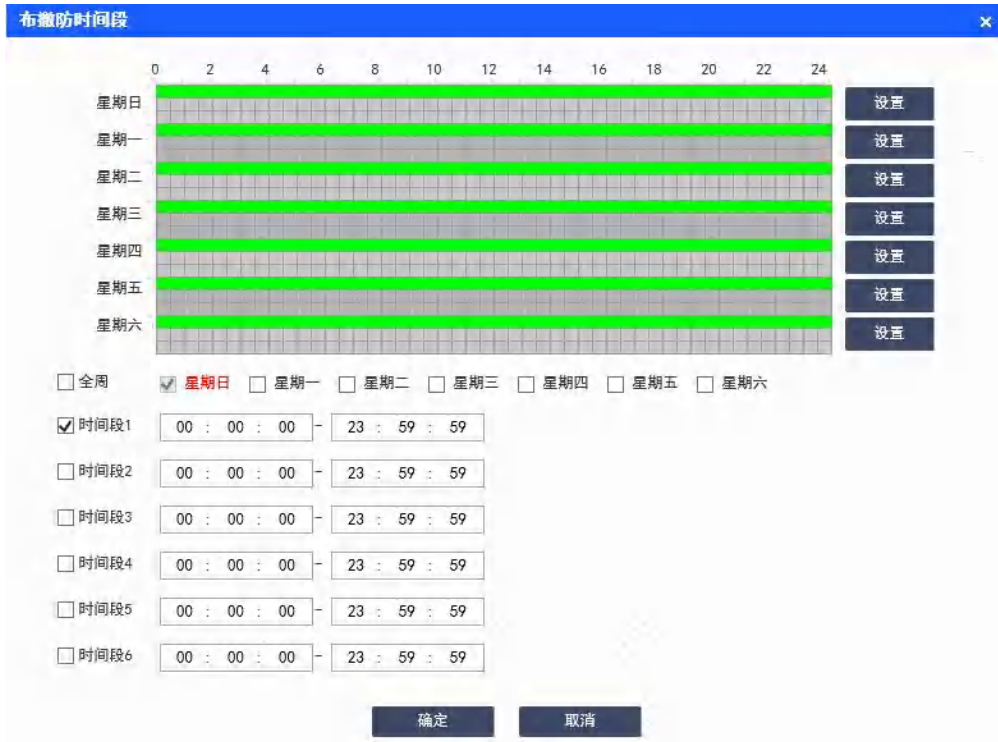 布撤防时间段 ×
0 2 4 6 8 10 12 14 16 18 20 22 24
星期日 设置
星期一 设置
星期二 设置
星期三 设置
星期四 设置
星期五 设置
星期六 设置
全周 星期日 星期一 星期二 星期三 星期四 星期五 星期六
时间段1 00 : 00 : 00 - 23 : 59 : 59
时间段2 00 : 00 : 00 - 23 : 59 : 59
时间段3 00 : 00 : 00 - 23 : 59 : 59
时间段4 00 : 00 : 00 - 23 : 59 : 59
时间段5 00 : 00 : 00 - 23 : 59 : 59
时间段6 00 : 00 : 00 - 23 : 59 : 59
确定 取消